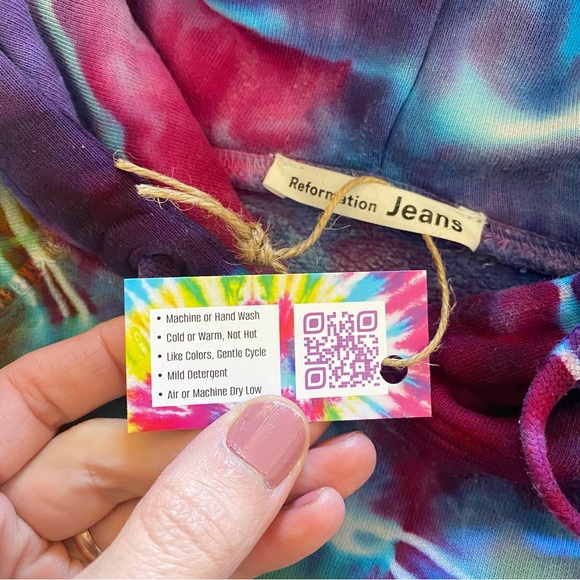 Reformation Jeans
• Machine or Hand Wash
• Cold or Warm, Not Hot
• Like Colors, Gentle Cycle
• Mild Detergent
• Air or Machine Dry Low